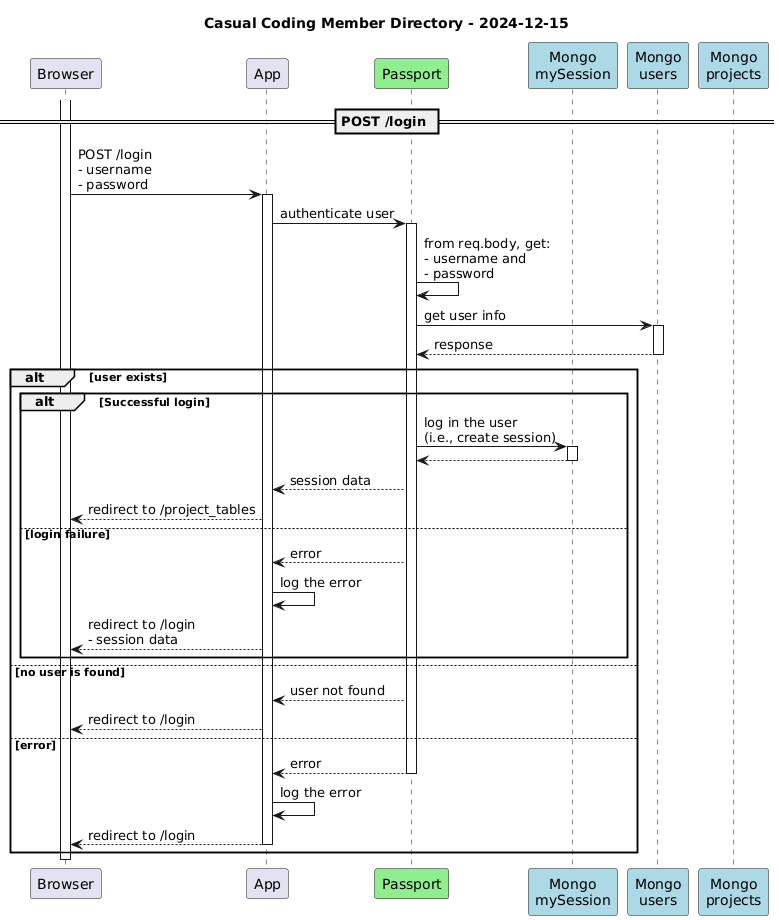 Casual Coding Member Directory - 2024-12-15
Browser
App
Passport
Mongo
mySession
Mongo
users
Mongo
projects
POST /login
POST /login
- username
- password
authenticate user
from req.body, get:
- username and
- password
get user info
response
alt
[user exists]
alt
[Successful login]
log in the user
(i.e., create session)
session data
redirect to /project_tables
[login failure]
error
log the error
redirect to /login
- session data
[no user is found]
user not found
redirect to /login
[error]
error
log the error
redirect to /login
Browser
App
Passport
Mongo
mySession
Mongo
users
Mongo
projects